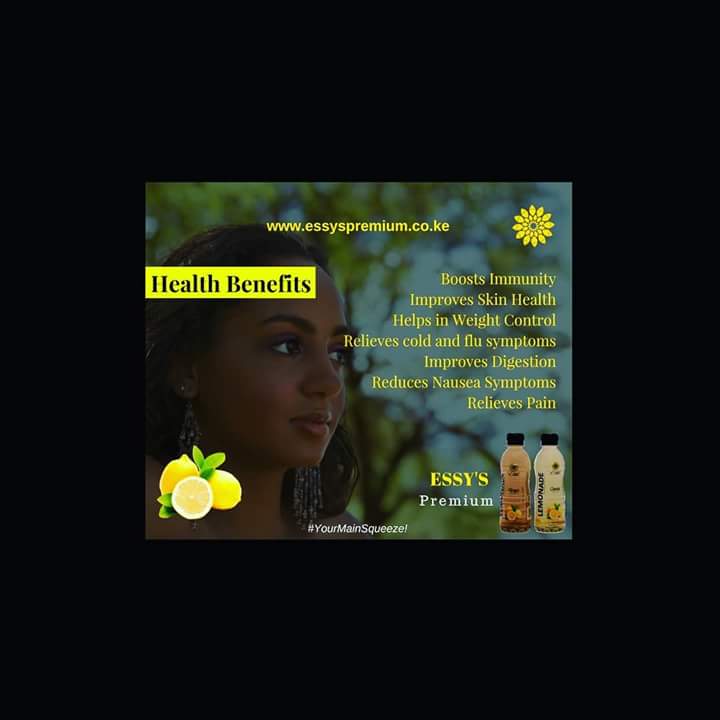 www.essyspremium.co.ke
Health Benefits
Boosts Immunity
Improves Skin Health
Helps in Weight Control
Relieves cold and flu symptoms
Improves Digestion
Reduces Nausea Symptoms
Relieves Pain
ESSY'S
Premium
LEMONADE
#YourMainSqueeze!